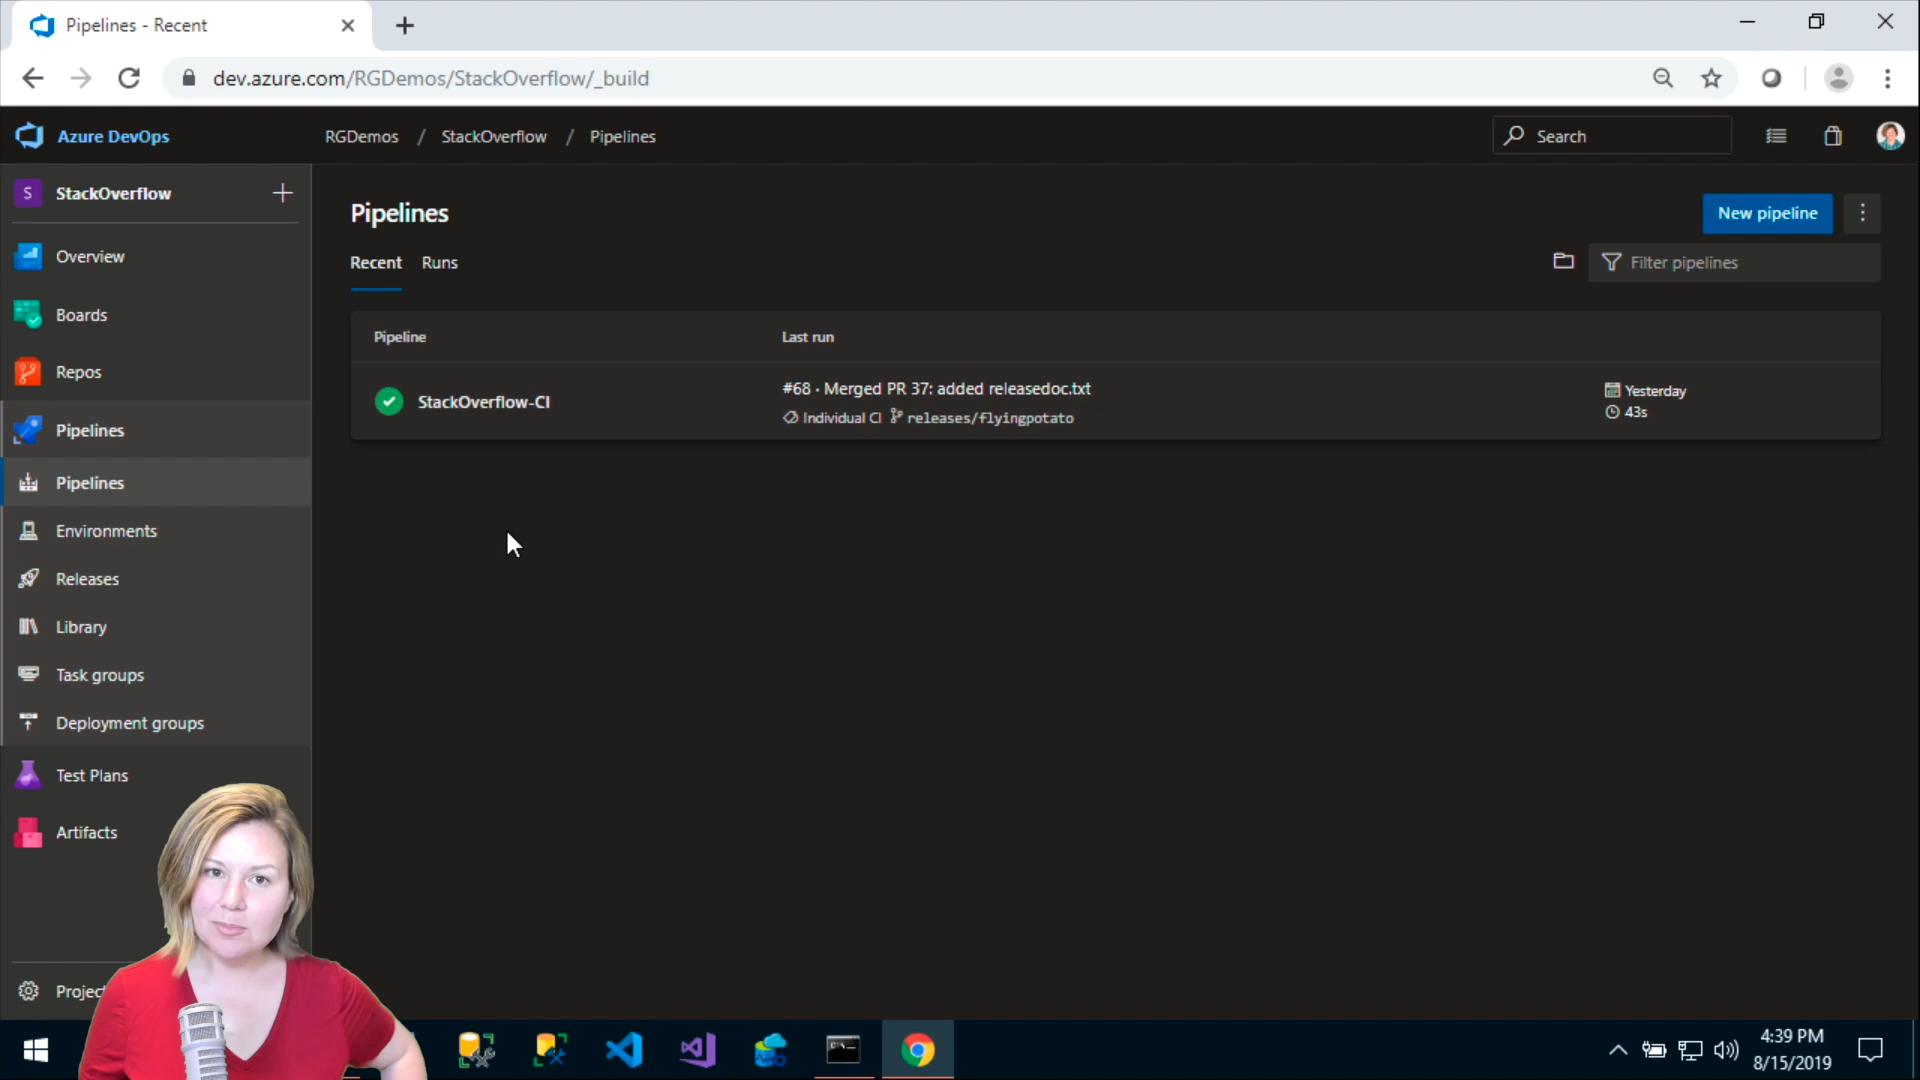 Pipelines - Recent
dev.azure.com/RGDemos/StackOverflow/_build
Azure DevOps
RGDemos / StackOverflow / Pipelines
Search
S StackOverflow
Overview
Boards
Repos
Pipelines
Pipelines
Environments
Releases
Library
Task groups
Deployment groups
Test Plans
Artifacts
Project
Pipelines
New pipeline
Recent Runs
Filter pipelines
Pipeline Last run
StackOverflow-CI
#68 · Merged PR 37: added releasedoc.txt
Individual CI releases/flyingpotato
Yesterday
43s
4:39 PM
8/15/2019